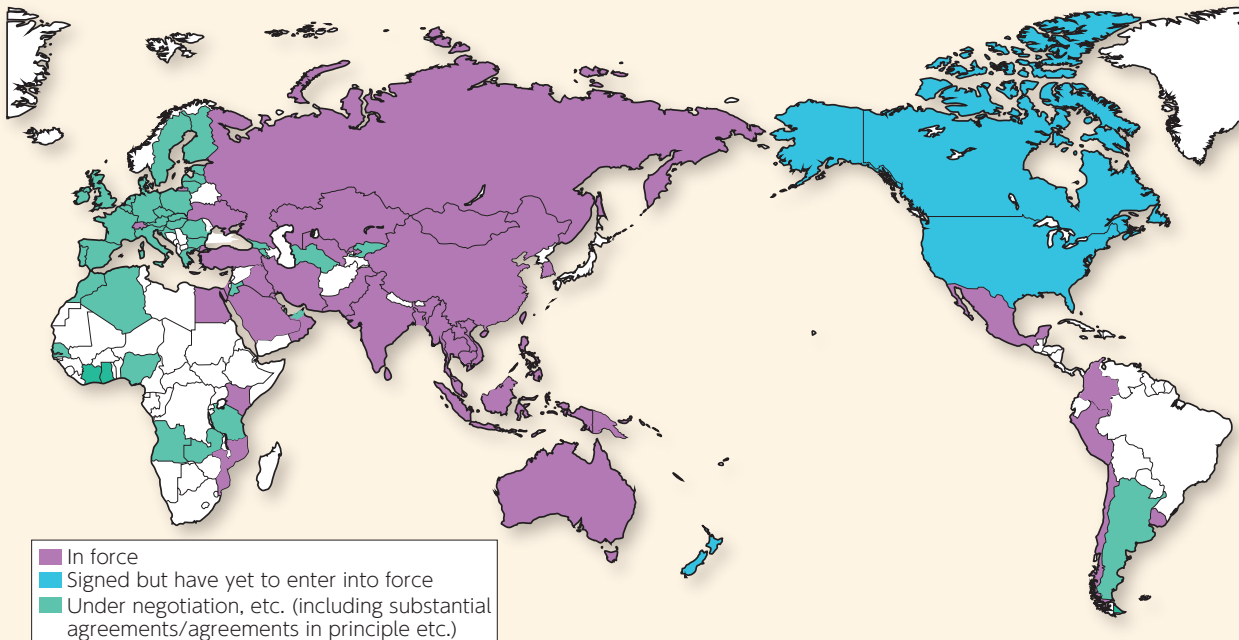 In force
Signed but have yet to enter into force
Under negotiation, etc. (including substantial
agreements/agreements in principle etc.)